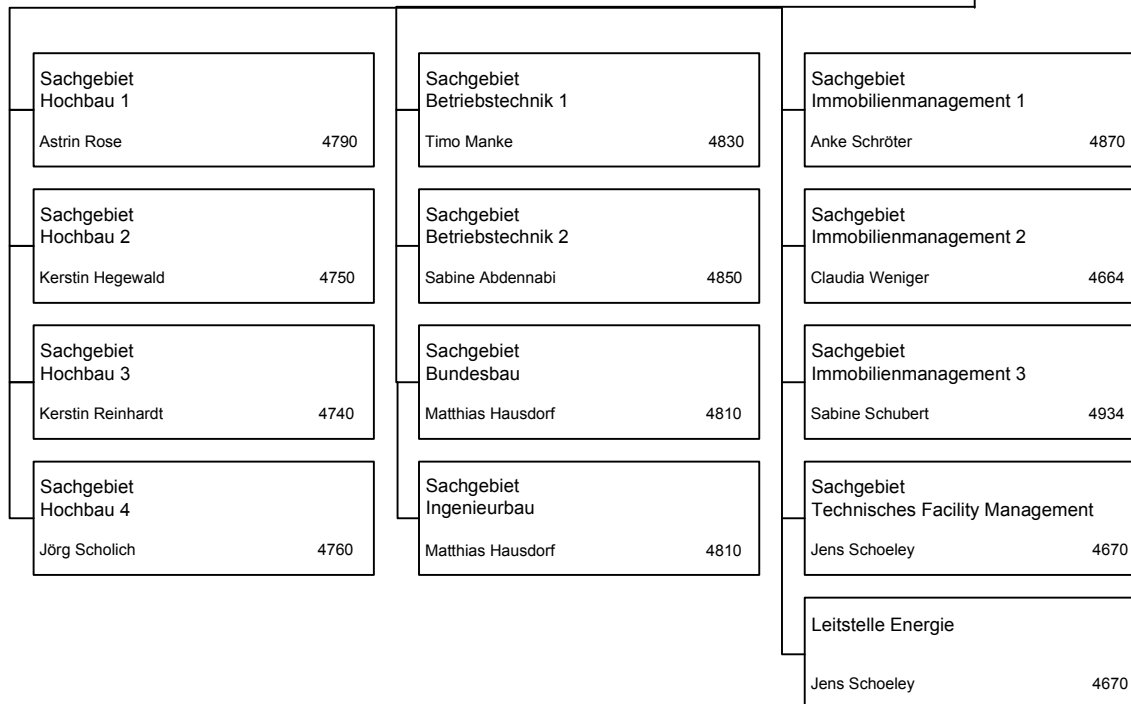 Sachgebiet
Hochbau 1
Astrin Rose 4790
Sachgebiet
Hochbau 2
Kerstin Hegewald 4750
Sachgebiet
Hochbau 3
Kerstin Reinhardt 4740
Sachgebiet
Hochbau 4
Jörg Scholich 4760
Sachgebiet
Betriebstechnik 1
Timo Manke 4830
Sachgebiet
Betriebstechnik 2
Sabine Abdennabi 4850
Sachgebiet
Bundesbau
Matthias Hausdorf 4810
Sachgebiet
Ingenieurbau
Matthias Hausdorf 4810
Sachgebiet
Immobilienmanagement 1
Anke Schröter 4870
Sachgebiet
Immobilienmanagement 2
Claudia Weniger 4664
Sachgebiet
Immobilienmanagement 3
Sabine Schubert 4934
Sachgebiet
Technisches Facility Management
Jens Schoeley 4670
Leitstelle Energie
Jens Schoeley 4670